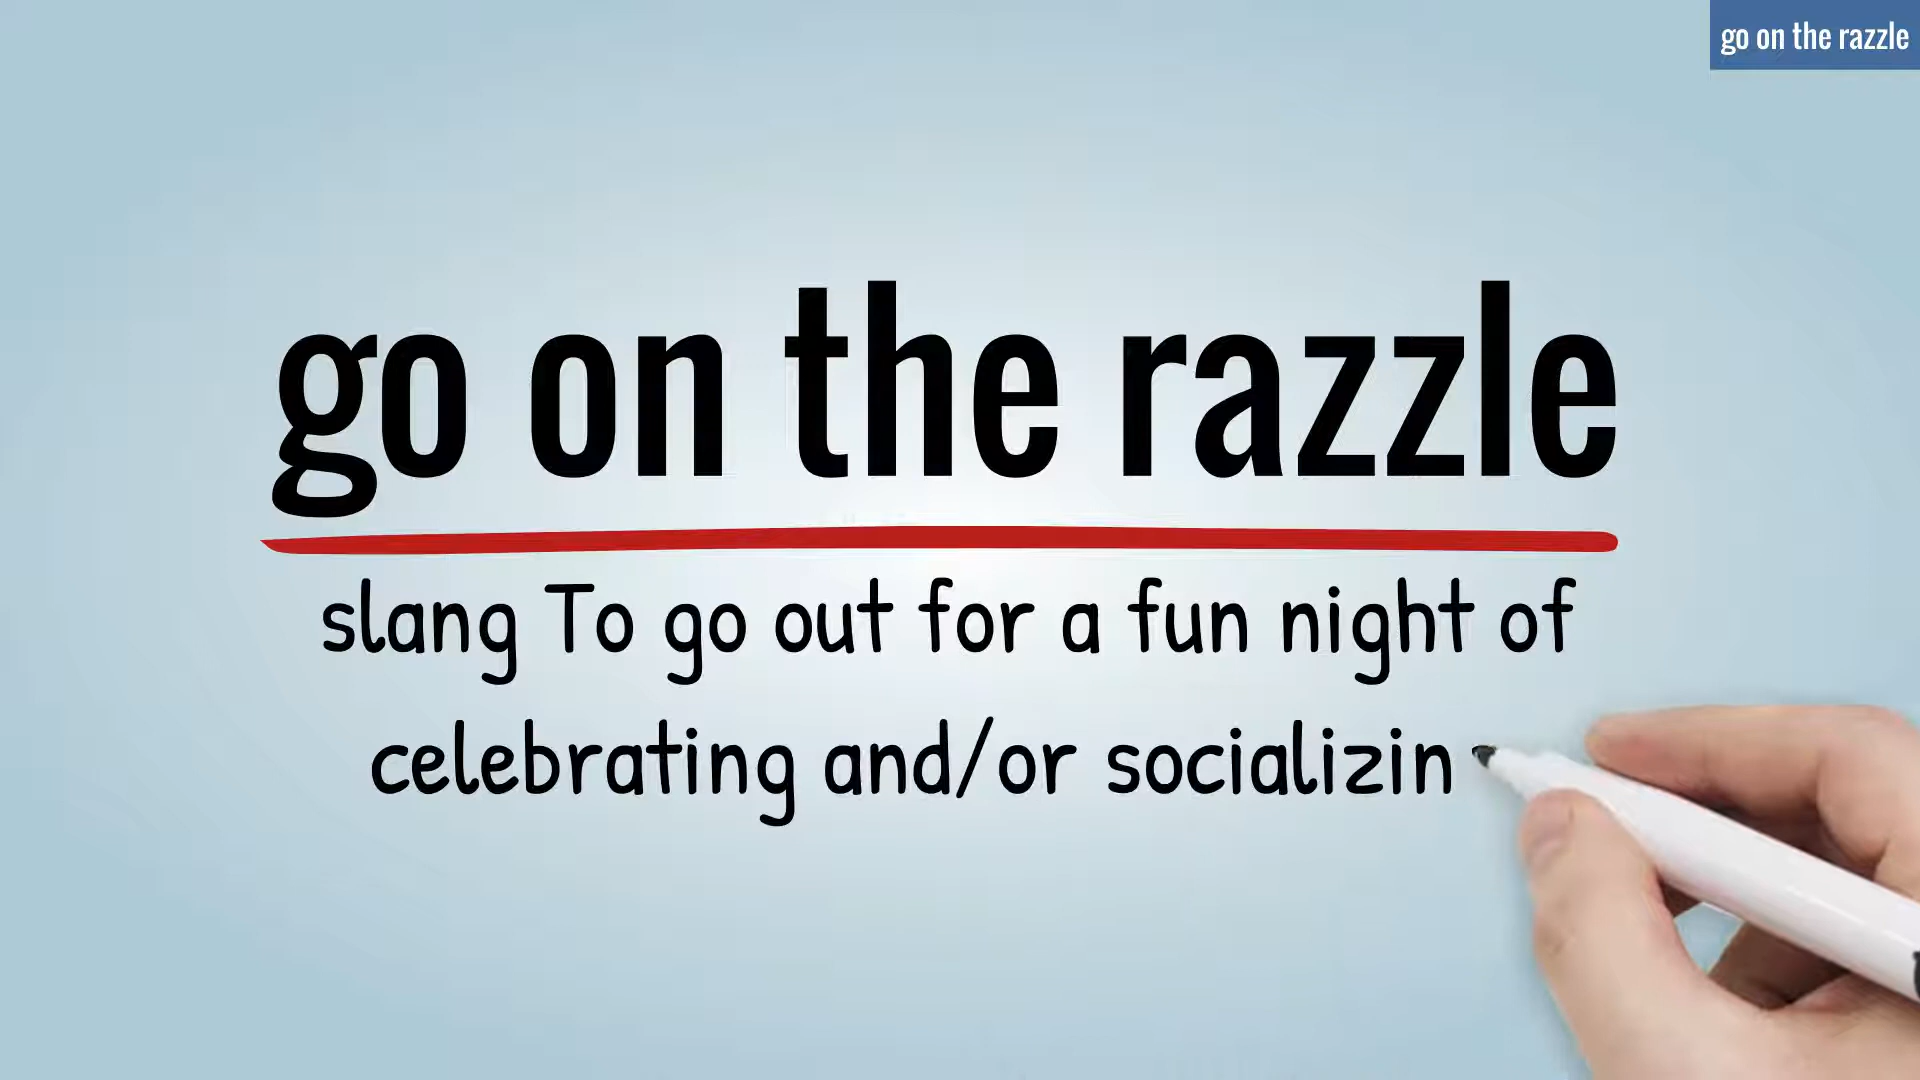 go on the razzle
go on the razzle
slang To go out for a fun night of
celebrating and/or socializin